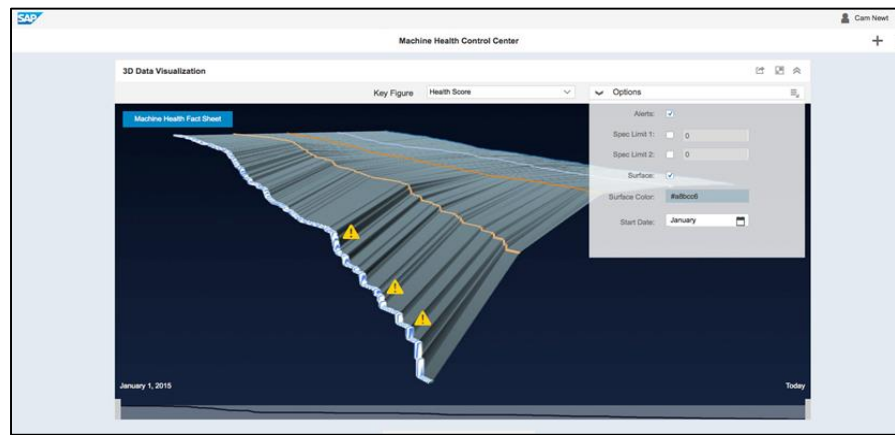 SAP
Cam Newt
Machine Health Control Center
3D Data Visualization
Key Figure
Health Score
Options
Machine Health Fact Sheet
Alerts:
Spec Limit 1:
0
Spec Limit 2:
0
Surface:
Surface Color:
#a8bcc6
Start Date:
January
January 1, 2015
Today